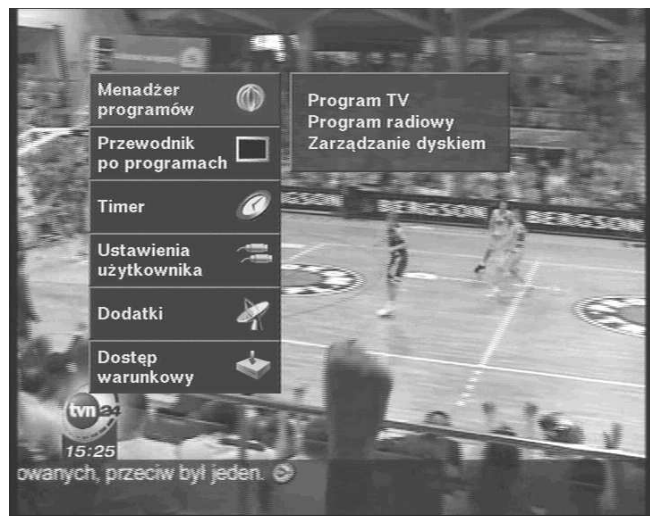 Menadżer
programów
Przewodnik
po programach
Timer
Ustawienia
użytkownika
Dodatki
Dostęp
warunkowy
Program TV
Program radiowy
Zarządzanie dyskiem
BERGSON BERGSON
tvn24
15:25
owanych, przeciw był jeden.